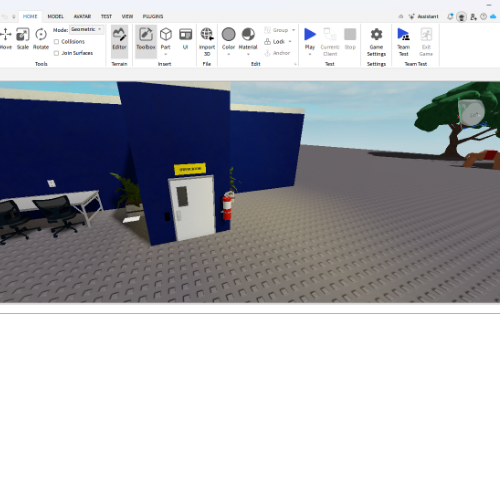 HOME MODEL AVATAR TEST VIEW PLUGINS Assistant
Mode: Geometric
Collisions
Join Surfaces
Move Scale Rotate
Tools
Editor
Terrain
Toolbox Part UI
Insert
Import 3D
File
Color Material
Group
Lock
Anchor
Edit
Play Current Client Stop
Test
Game Settings
Settings
Team Test Exit Game
Team Test